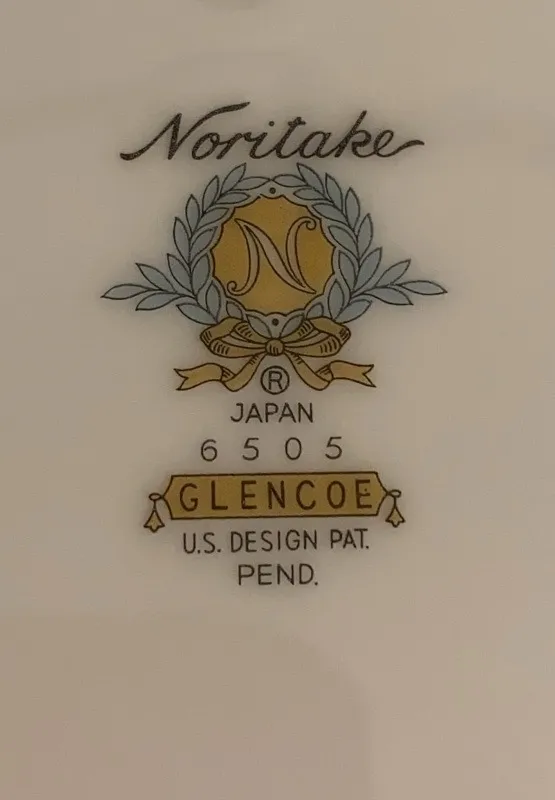 Noritake
N
®
JAPAN
6505
GLENCOE
U.S. DESIGN PAT.
PEND.